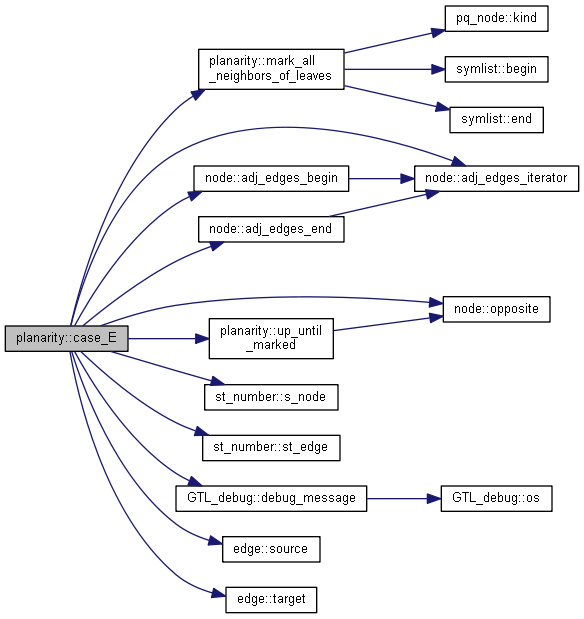 pq_node::kind
planarity::mark_all
_neighbors_of_leaves
symlist::begin
symlist::end
node::adj_edges_begin
node::adj_edges_iterator
node::adj_edges_end
node::opposite
planarity::case_E
planarity::up_until
_marked
st_number::s_node
st_number::st_edge
GTL_debug::debug_message
GTL_debug::os
edge::source
edge::target